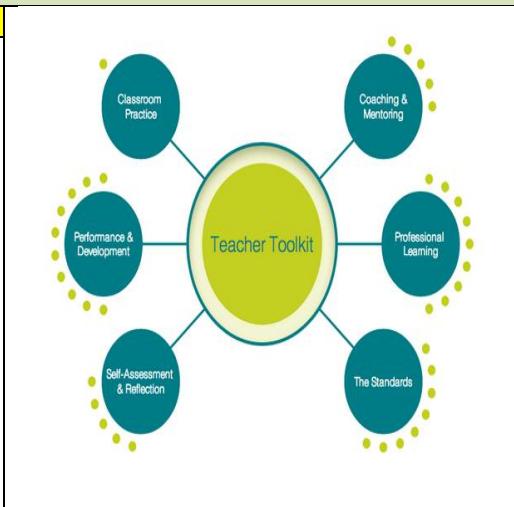 Classroom
Practice
Coaching &
Mentoring
Performance &
Development
Teacher Toolkit
Professional
Learning
Self-Assessment
& Reflection
The Standards